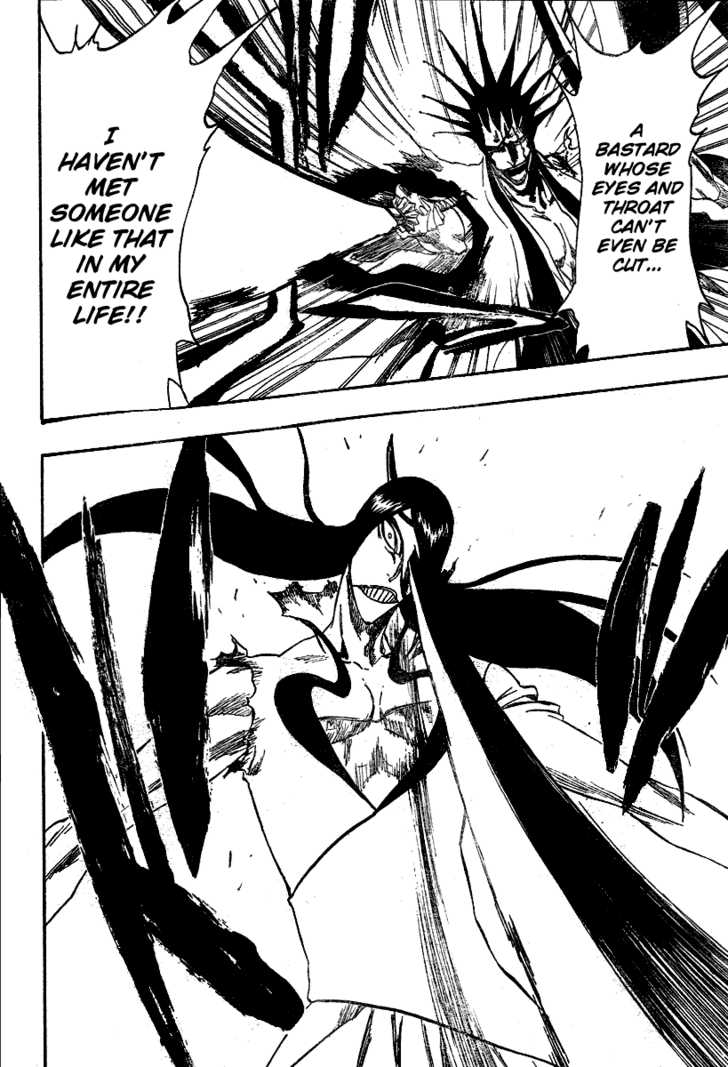 A
BASTARD
WHOSE
EYES AND
THROAT
CAN'T
EVEN BE
CUT...
I
HAVEN'T
MET
SOMEONE
LIKE THAT
IN MY
ENTIRE
LIFE!!